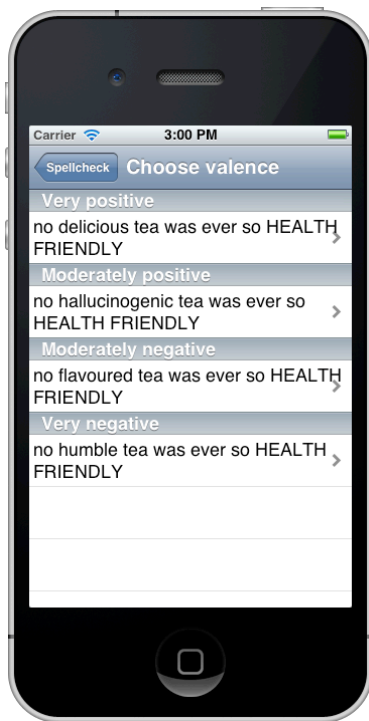 Carrier 3:00 PM
Spellcheck Choose valence
Very positive
no delicious tea was ever so HEALTH
FRIENDLY
Moderately positive
no hallucinogenic tea was ever so
HEALTH FRIENDLY
Moderately negative
no flavoured tea was ever so HEALTH
FRIENDLY
Very negative
no humble tea was ever so HEALTH
FRIENDLY